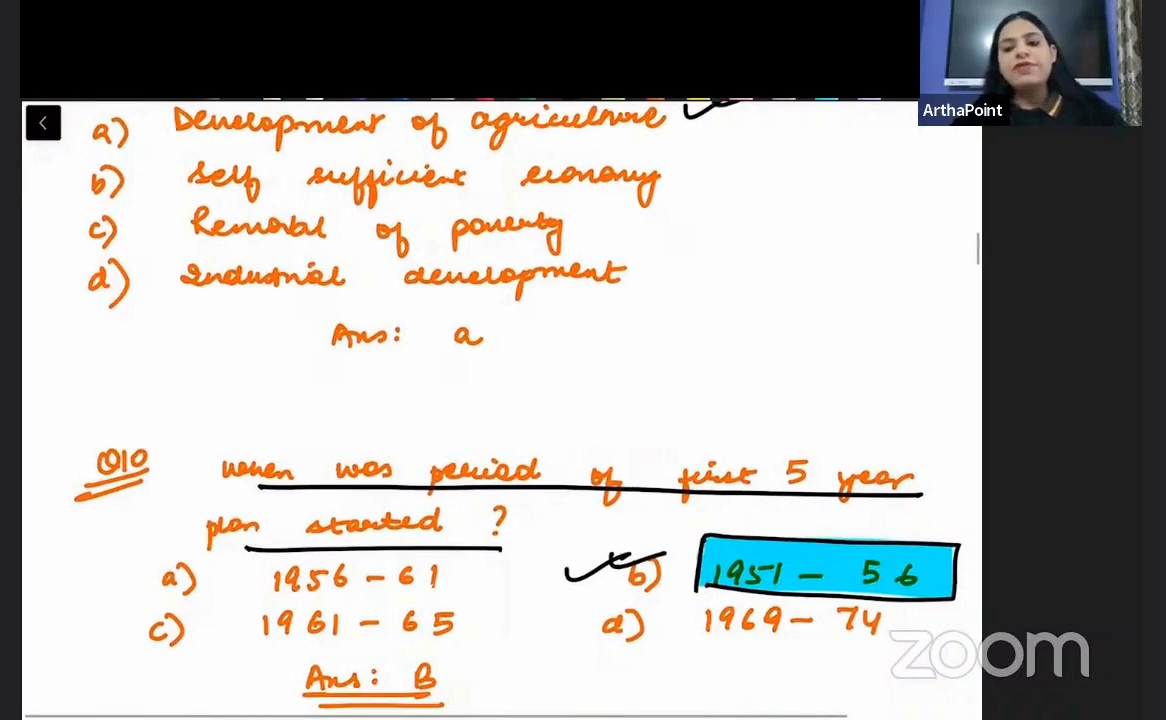 ArthaPoint
a) Development of agriculture
b) Self sufficient economy
c) Removal of poverty
d) Industrial development
Ans: a
Q10 when was period of first 5 year
plan started ?
a) 1956 - 61 b) 1951 - 56
c) 1961 - 65 d) 1969 - 74
zoom
Ans: B